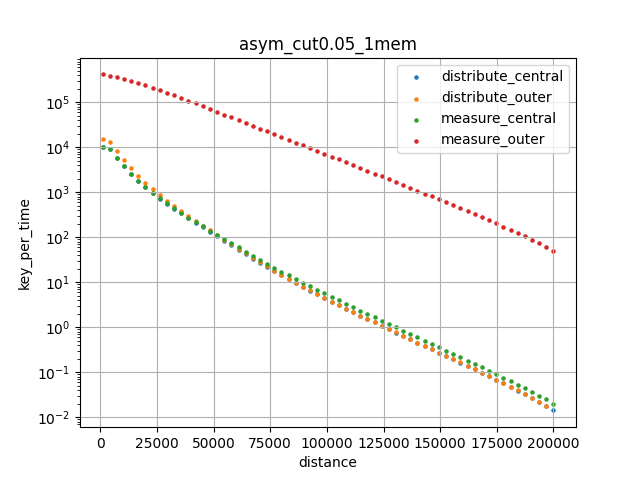 asym_cut0.05_1mem
distribute_central
distribute_outer
measure_central
measure_outer
key_per_time
10^5
10^4
10^3
10^2
10^1
10^0
10^−1
10^−2
0 25000 50000 75000 100000 125000 150000 175000 200000
distance